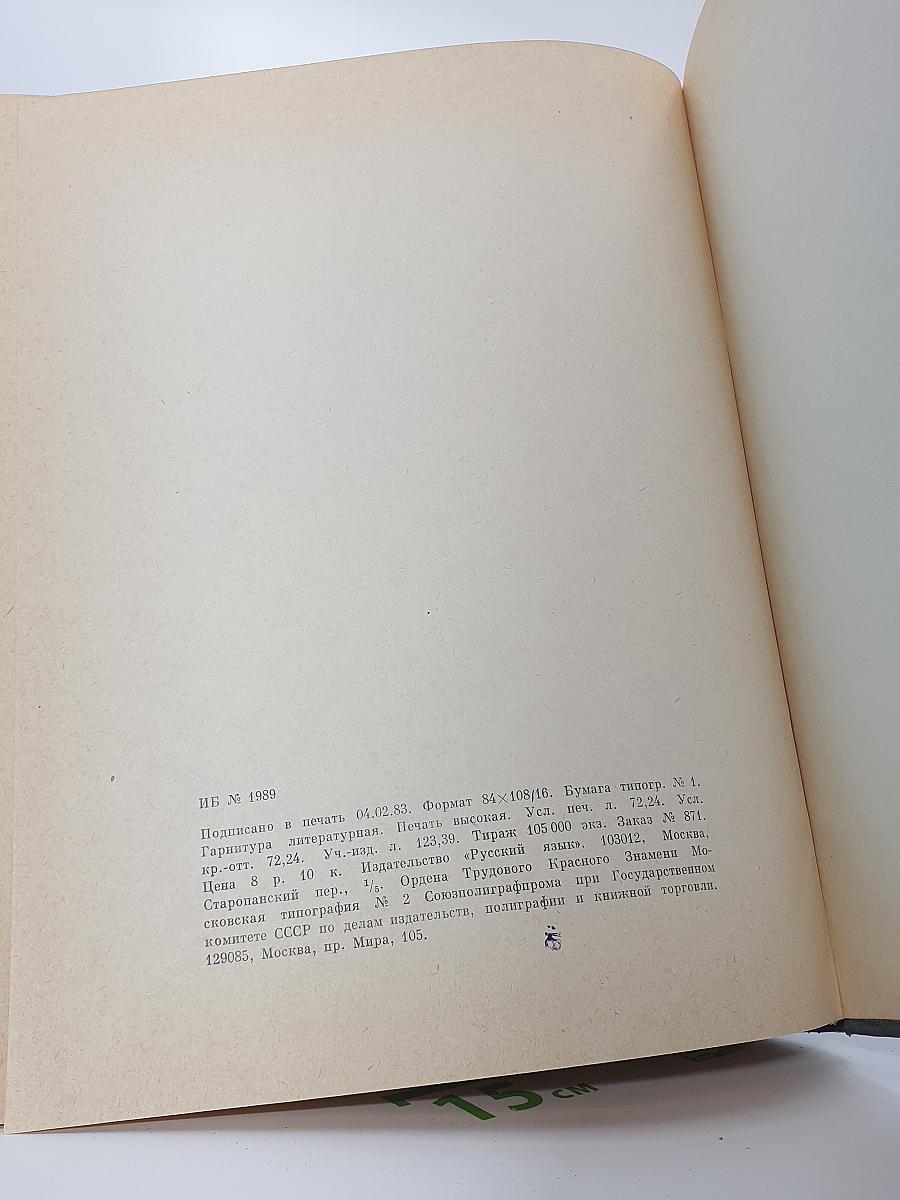 ИБ № 1989
Подписано в печать 04.02.83. Формат 84×108/16. Бумага типогр. № 1.
Гарнитура литературная. Печать высокая. Усл. печ. л. 72,24. Усл.
кр.-отт. 72,24. Уч.-изд. л. 123,39. Тираж 105 000 экз. Заказ № 871.
Цена 8 р. 10 к. Издательство «Русский язык». 103012, Москва,
Старопанский пер., 1/5. Ордена Трудового Красного Знамени Мо-
сковская типография № 2 Союзполиграфпрома при Государственном
комитете СССР по делам издательств, полиграфии и книжной торговли.
129085, Москва, пр. Мира, 105.
15 см